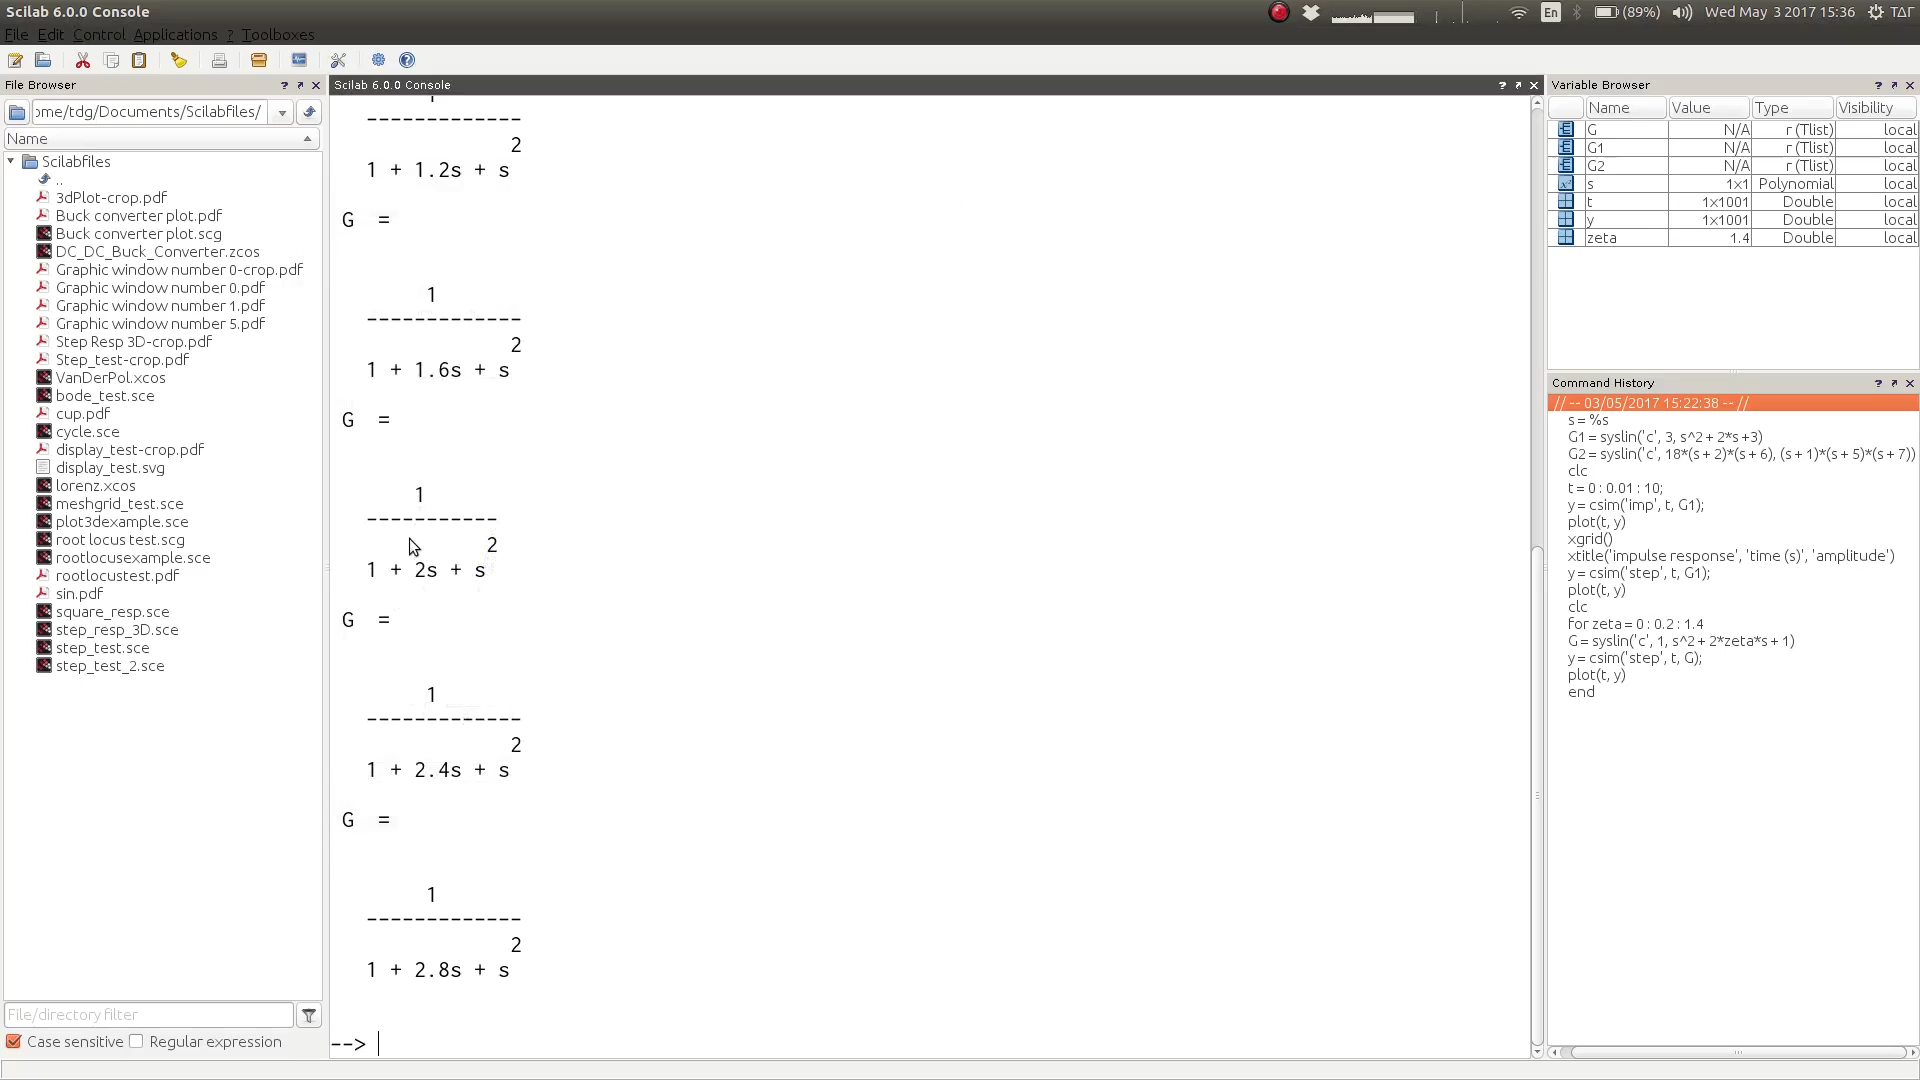 Scilab 6.0.0 Console
En (89%) Wed May 3 2017 15:36 ΤΔΓ
File Edit Control Applications ? Toolboxes
File Browser ?
ome/tdg/Documents/Scilabfiles/
Name
Scilabfiles
..
3dPlot-crop.pdf
Buck converter plot.pdf
Buck converter plot.scg
DC_DC_Buck_Converter.zcos
Graphic window number 0-crop.pdf
Graphic window number 0.pdf
Graphic window number 1.pdf
Graphic window number 5.pdf
Step Resp 3D-crop.pdf
Step_test-crop.pdf
VanDerPol.xcos
bode_test.sce
cup.pdf
cycle.sce
display_test-crop.pdf
display_test.svg
lorenz.xcos
meshgrid_test.sce
plot3dexample.sce
root locus test.scg
rootlocusexample.sce
rootlocustest.pdf
sin.pdf
square_resp.sce
step_resp_3D.sce
step_test.sce
step_test_2.sce
File/directory filter
Case sensitive Regular expression
Scilab 6.0.0 Console ?
1
-------------
2
1 + 1.2s + s
G =
1
-------------
2
1 + 1.6s + s
G =
1
-----------
2
1 + 2s + s
G =
1
-------------
2
1 + 2.4s + s
G =
1
-------------
2
1 + 2.8s + s
-->
Variable Browser ?
Name Value Type Visibility
G N/A r (Tlist) local
G1 N/A r (Tlist) local
G2 N/A r (Tlist) local
s 1x1 Polynomial local
t 1x1001 Double local
y 1x1001 Double local
zeta 1.4 Double local
Command History ?
// -- 03/05/2017 15:22:38 -- //
s = %s
G1 = syslin('c', 3, s^2 + 2*s +3)
G2 = syslin('c', 18*(s + 2)*(s + 6), (s + 1)*(s + 5)*(s + 7))
clc
t = 0 : 0.01 : 10;
y = csim('imp', t, G1);
plot(t, y)
xgrid()
xtitle('impulse response', 'time (s)', 'amplitude')
y = csim('step', t, G1);
plot(t, y)
clc
for zeta = 0 : 0.2 : 1.4
G = syslin('c', 1, s^2 + 2*zeta*s + 1)
y = csim('step', t, G);
plot(t, y)
end